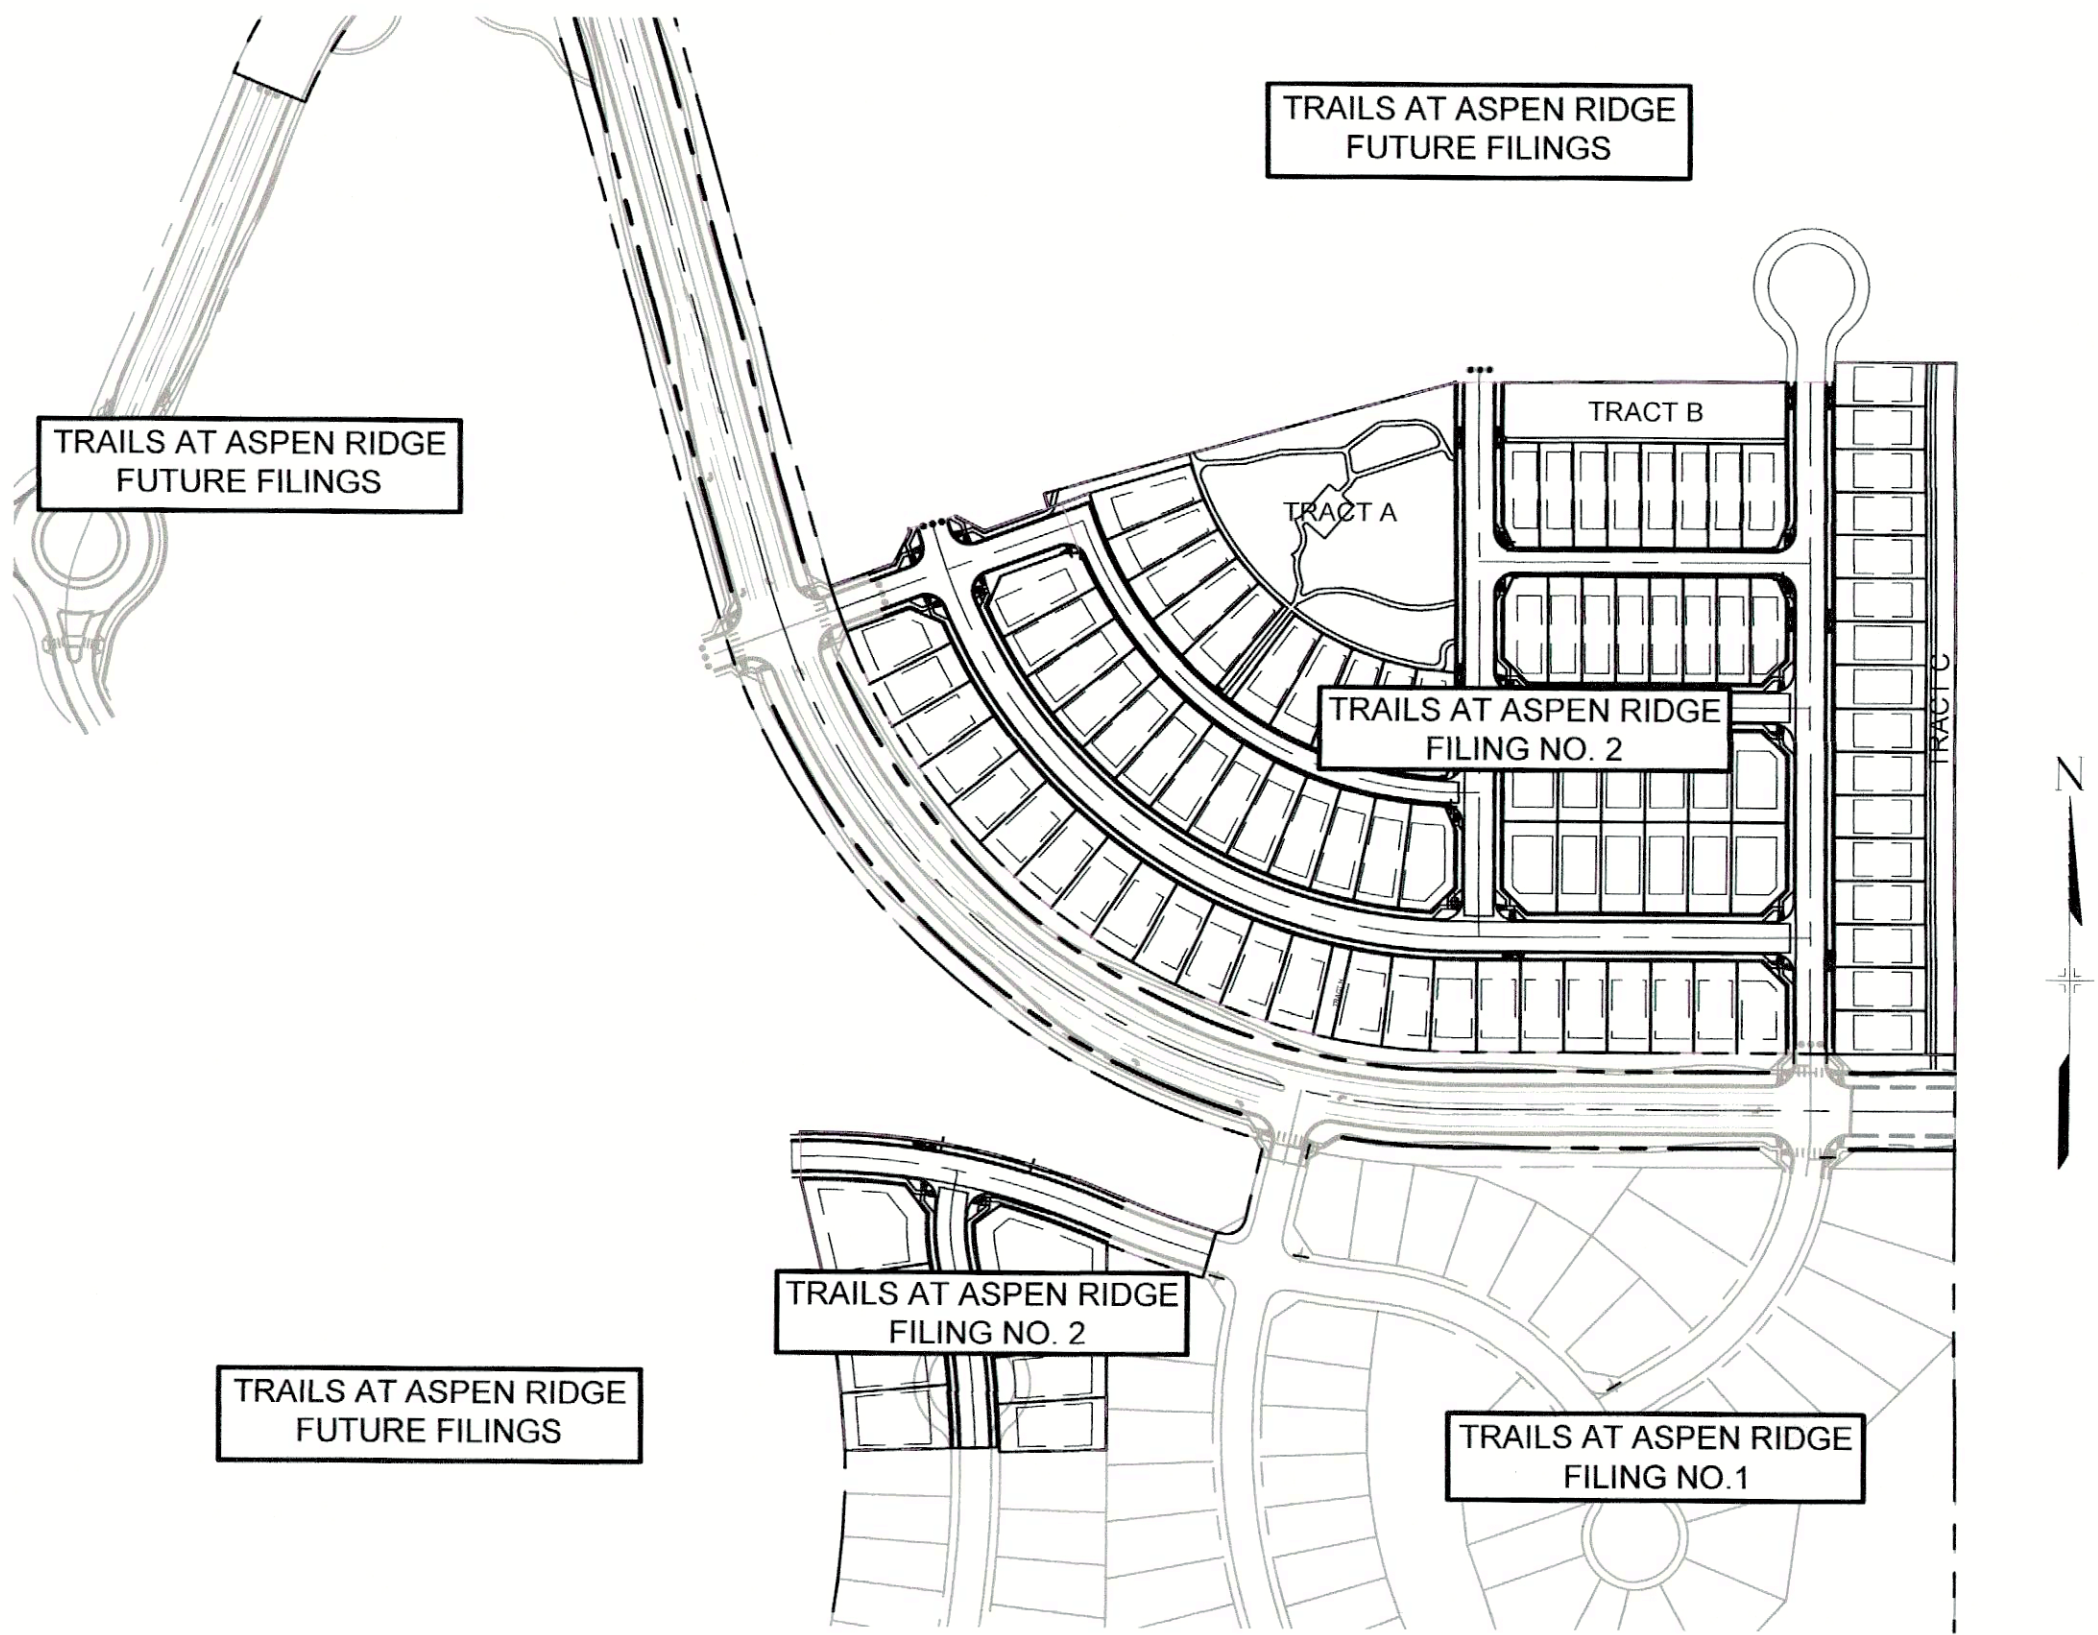 TRAILS AT ASPEN RIDGE
FUTURE FILINGS
TRAILS AT ASPEN RIDGE
FUTURE FILINGS
TRACT B
TRACT A
TRACT C
TRAILS AT ASPEN RIDGE
FILING NO. 2
N
TRAILS AT ASPEN RIDGE
FILING NO. 2
TRAILS AT ASPEN RIDGE
FUTURE FILINGS
TRAILS AT ASPEN RIDGE
FILING NO.1